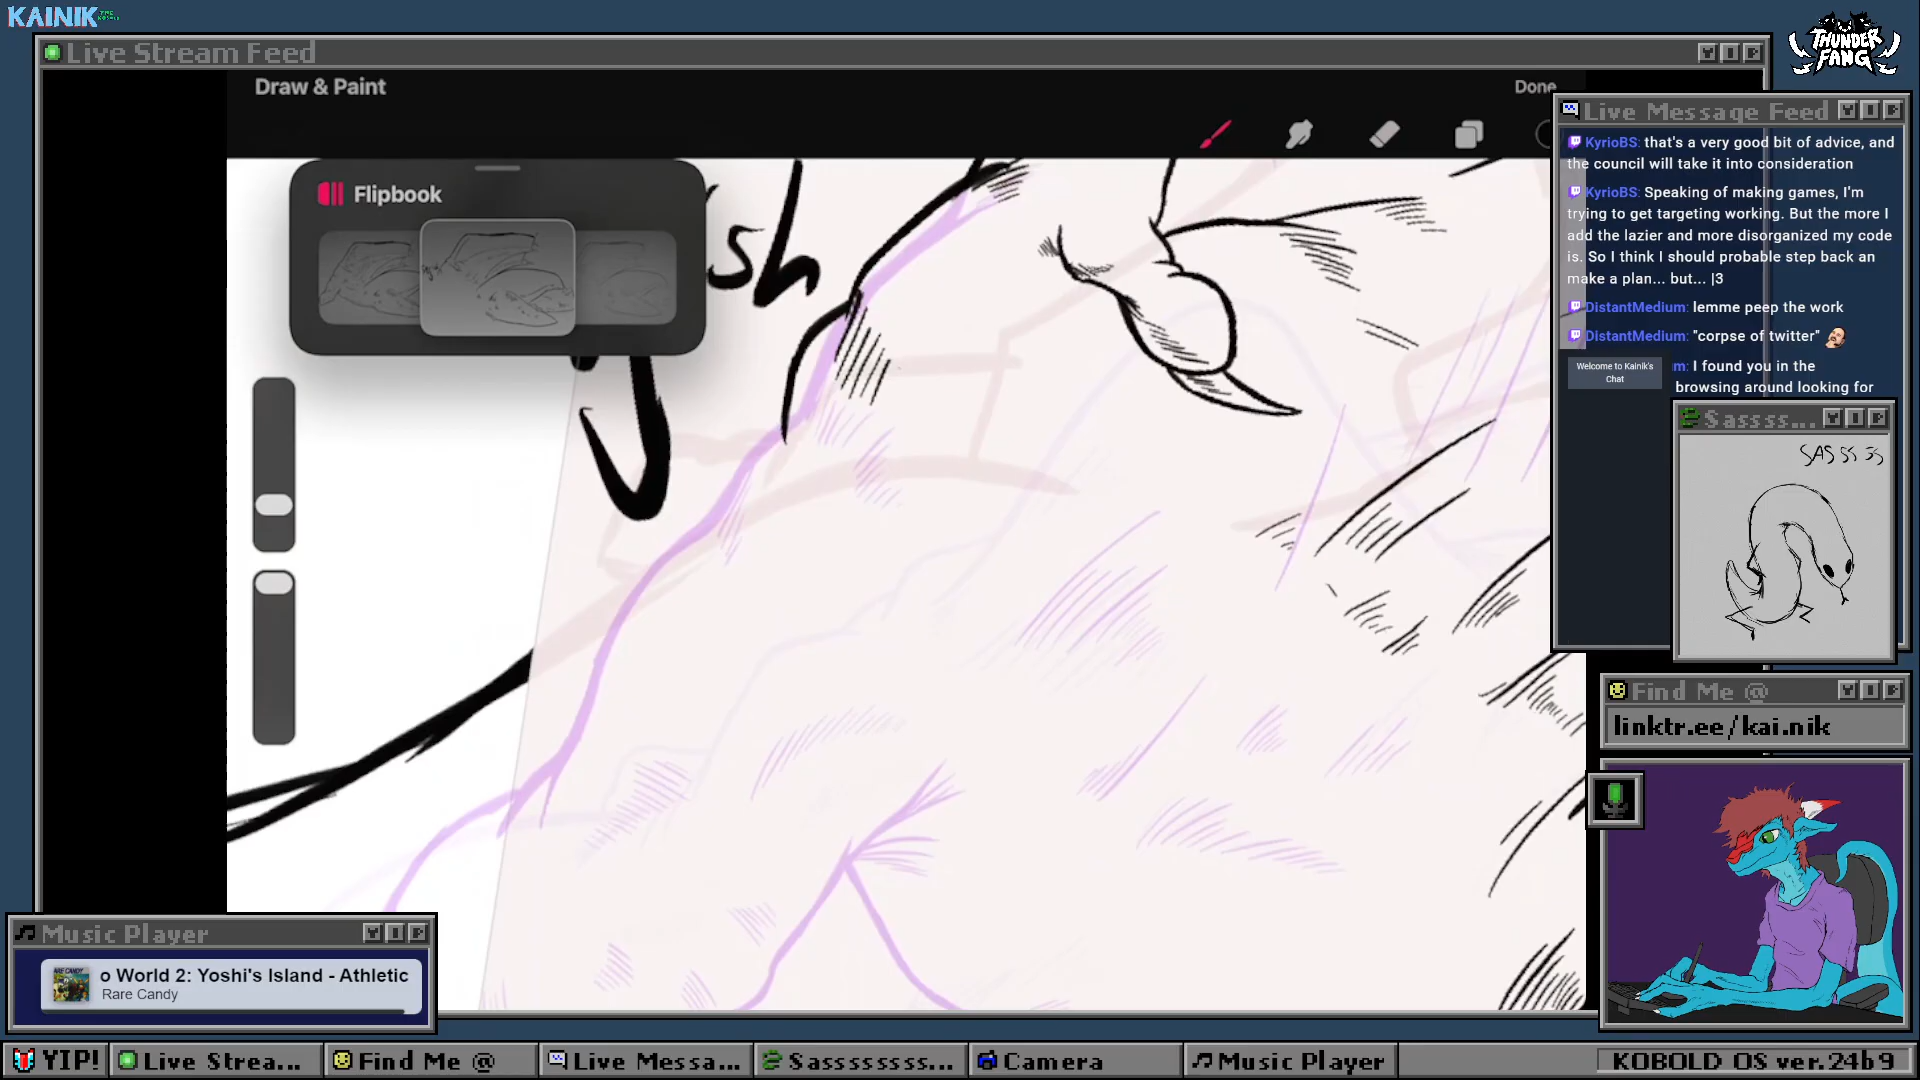 KAINIK
THUNDER
FANG
Live Stream Feed
Draw & Paint
Done
Flipbook
sh
Live Message Feed
KyrioBS: that's a very good bit of advice, and
the council will take it into consideration
KyrioBS: Speaking of making games, I'm
trying to get targeting working. But the more I
add the lazier and more disorganized my code
is. So I think I should probable step back an
make a plan... but... |3
DistantMedium: lemme peep the work
DistantMedium: "corpse of twitter"
m: I found you in the
browsing around looking for
Welcome to Kainik's
Chat
Sassss...
SASSSSS
Find Me @
linktr.ee/kai.nik
Music Player
o World 2: Yoshi's Island - Athletic
Rare Candy
YIP!
Live Strea...
Find Me @
Live Messa...
Sassssssss...
Camera
Music Player
KOBOLD OS ver.24b9